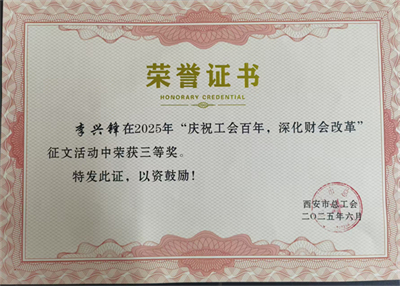 荣誉证书
HONORARY CREDENTIAL
李兴锋在2025年“庆祝工会百年，深化财会改革”
征文活动中荣获三等奖。
特发此证，以资鼓励！
西安市总工会
二〇二五年六月